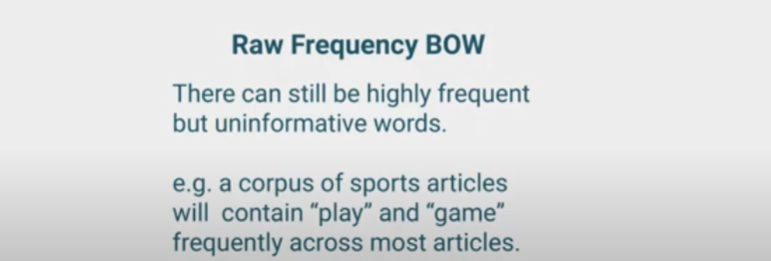 Raw Frequency BOW
There can still be highly frequent
but uninformative words.
e.g. a corpus of sports articles
will contain “play” and “game”
frequently across most articles.